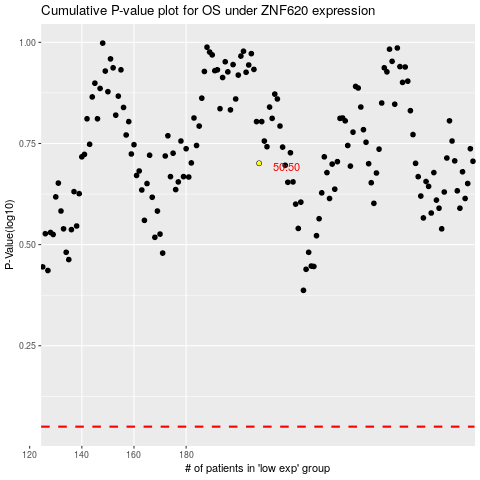 Cumulative P-value plot for OS under ZNF620 expression
P-Value(log10)
1.00
0.75
0.50
0.25
50:50
120 140 160 180
# of patients in 'low exp' group